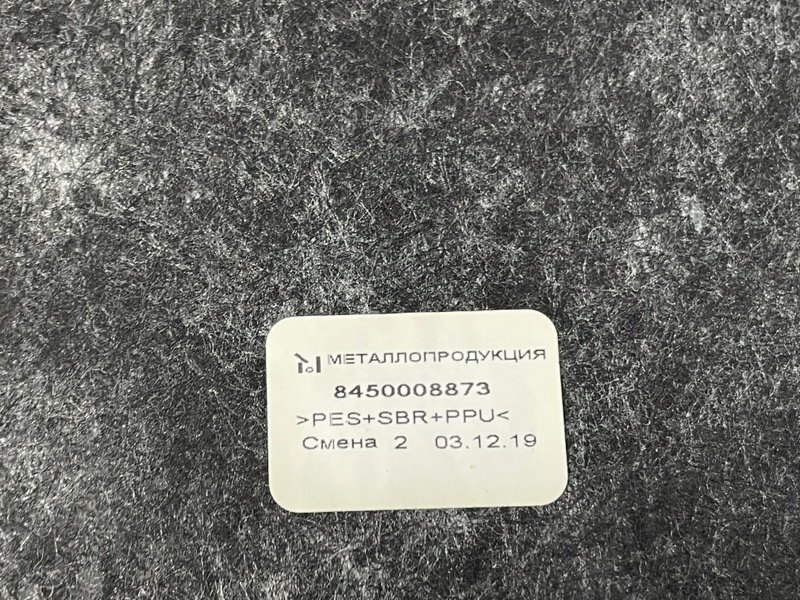 МЕТАЛЛОПРОДУКЦИЯ
8450008873
>PES+SBR+PPU<
Смена 2 03.12.19